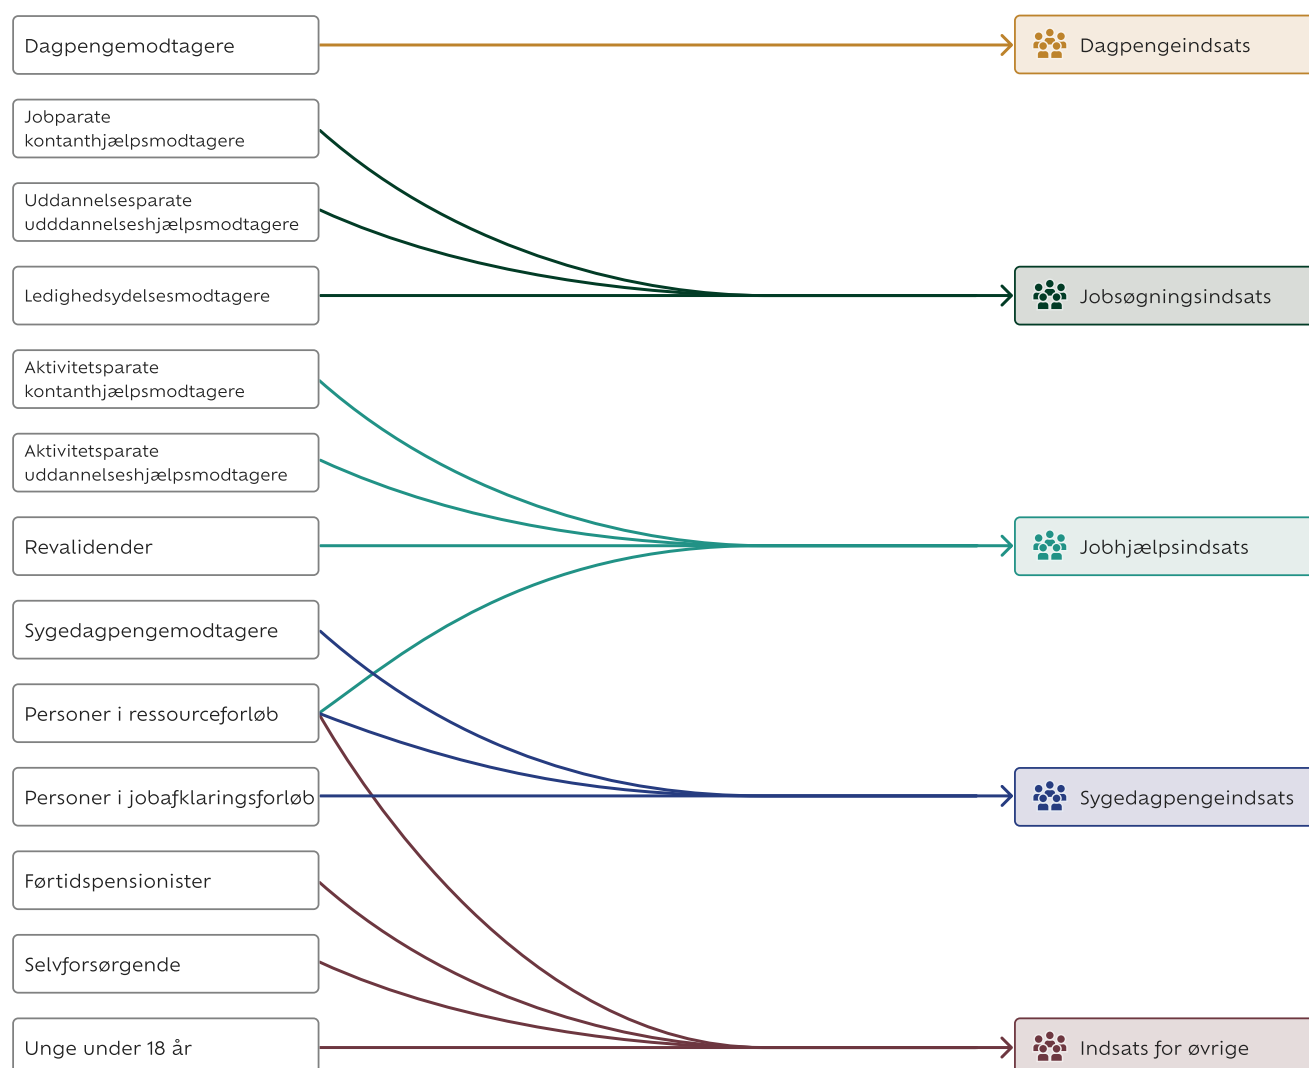 Dagpengemodtagere
Dagpengeindsats
Jobparate
kontanthjælpsmodtagere
Uddannelsesparate
udddannelseshjælpsmodtagere
Ledighedsydelsesmodtagere
Jobsøgningsindsats
Aktivitetsparate
kontanthjælpsmodtagere
Aktivitetsparate
uddannelseshjælpsmodtagere
Revalidender
Jobhjælpsindsats
Sygedagpengemodtagere
Personer i ressourceforløb
Personer i jobafklaringsforløb
Sygedagpengeindsats
Førtidspensionister
Selvforsørgende
Unge under 18 år
Indsats for øvrige